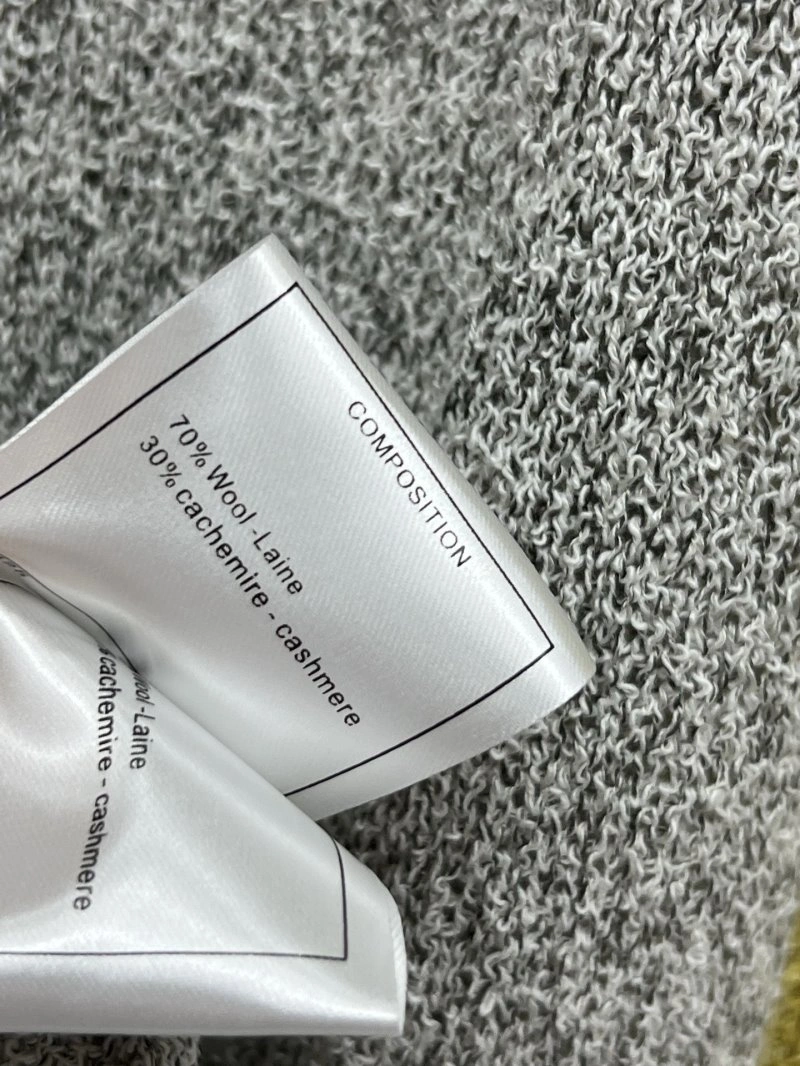 COMPOSITION
70% Wool -Laine
30% cachemire - cashmere
-Laine
cachemire - cashmere